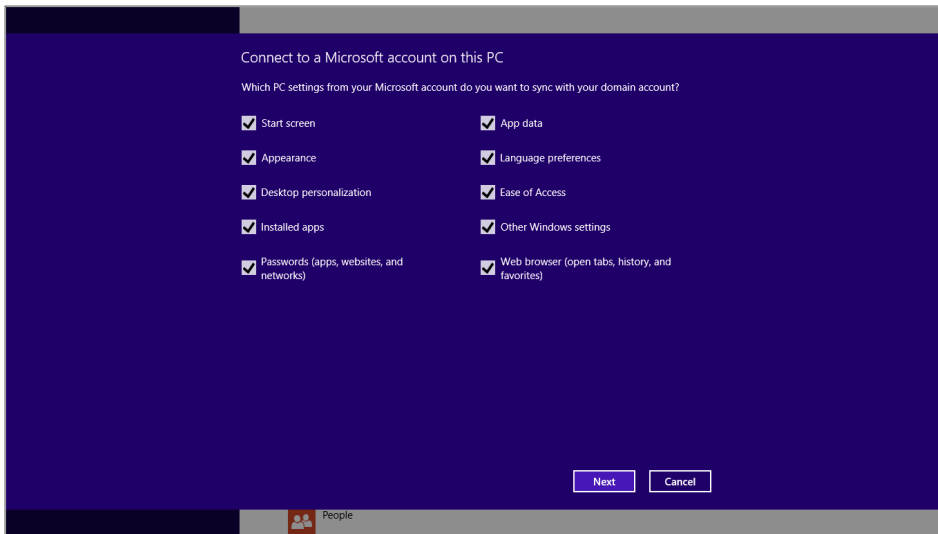 Connect to a Microsoft account on this PC
Which PC settings from your Microsoft account do you want to sync with your domain account?
Start screen
App data
Appearance
Language preferences
Desktop personalization
Ease of Access
Installed apps
Other Windows settings
Passwords (apps, websites, and
networks)
Web browser (open tabs, history, and
favorites)
Next
Cancel
People